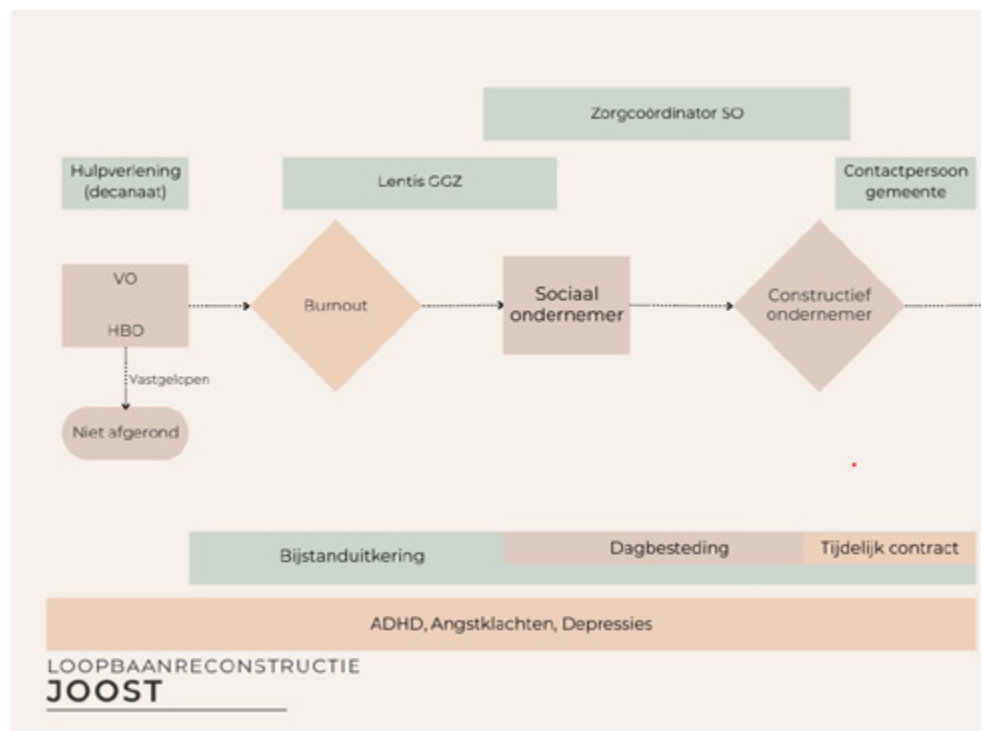 Zorgcoördinator SO
Hulpverlening
(decanaat)
Lentis GGZ
Contactpersoon
gemeente
VO
HBO
Burnout
Sociaal
ondernemer
Constructief
ondernemer
Vastgelopen
Niet afgerond
Bijstanduitkering
Dagbesteding
Tijdelijk contract
ADHD, Angstklachten, Depressies
LOOPBAANRECONSTRUCTIE
JOOST